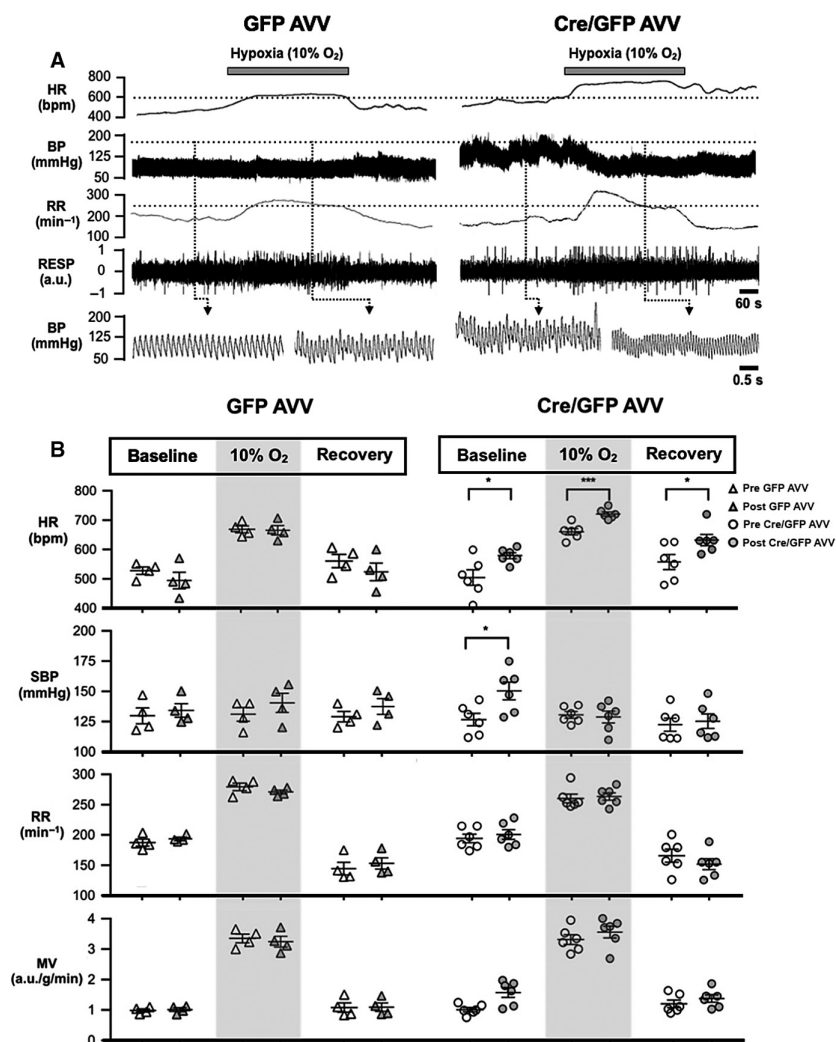 GFP AVV Cre/GFP AVV
A
Hypoxia (10% O₂) Hypoxia (10% O₂)
HR
(bpm)
800
600
400
BP
(mmHg)
200
125
50
RR
(min⁻¹)
300
200
100
RESP
(a.u.)
1
0
−1
60 s
BP
(mmHg)
200
125
50
0.5 s
GFP AVV Cre/GFP AVV
B
Baseline 10% O₂ Recovery Baseline 10% O₂ Recovery
Pre GFP AVV
Post GFP AVV
Pre Cre/GFP AVV
Post Cre/GFP AVV
HR
(bpm)
800
700
600
500
400
* *** *
SBP
(mmHg)
200
175
150
125
100
*
RR
(min⁻¹)
300
250
200
150
100
MV
(a.u./g/min)
4
3
2
1
0